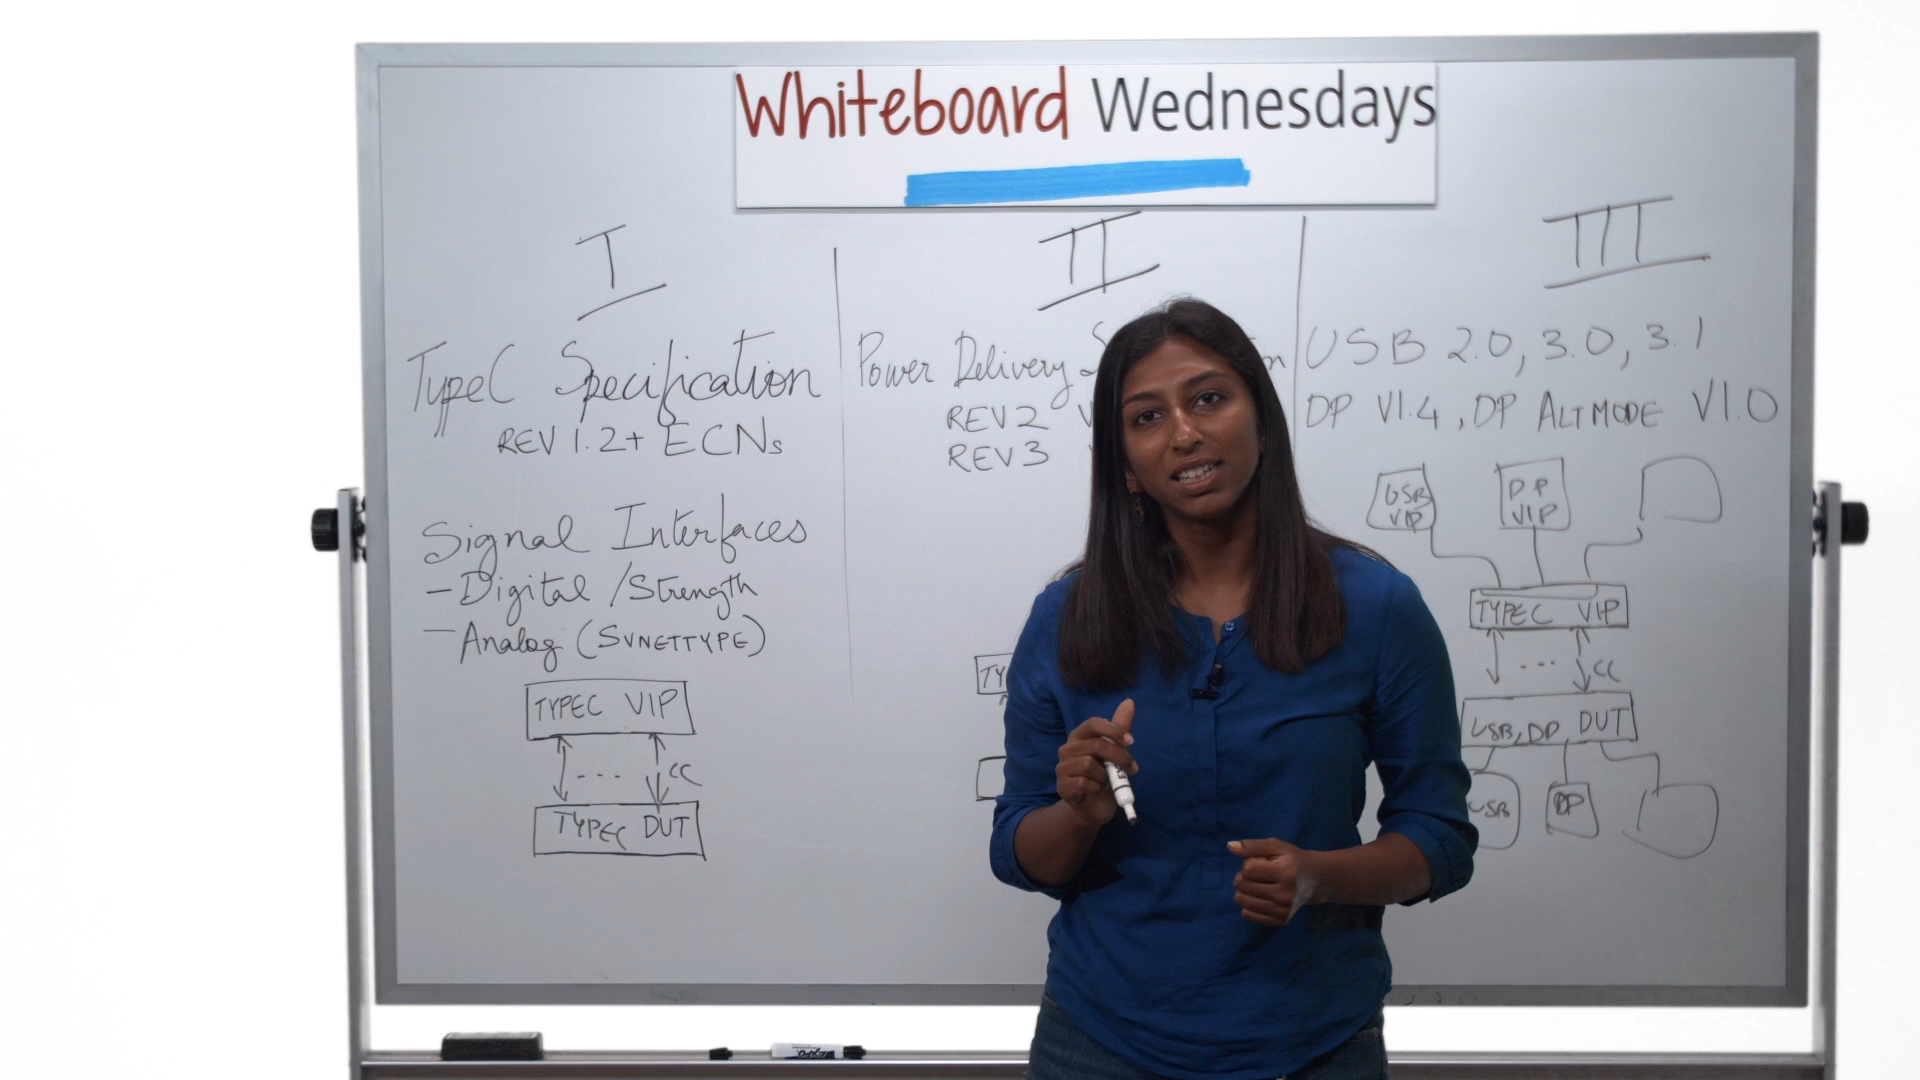 Whiteboard Wednesdays
I
TypeC Specification
REV 1.2+ ECNs
Signal Interfaces
- Digital /Strength
- Analog (SVNETTYPE)
TYPEC VIP
... CC
TYPEC DUT
II
Power Delivery
REV2
REV3
III
USB 2.0, 3.0, 3.1
DP V1.4, DP ALTMODE V1.0
USB VIP
DP VIP
TYPEC VIP
... CC
USB, DP DUT
USB
DP
EXPO